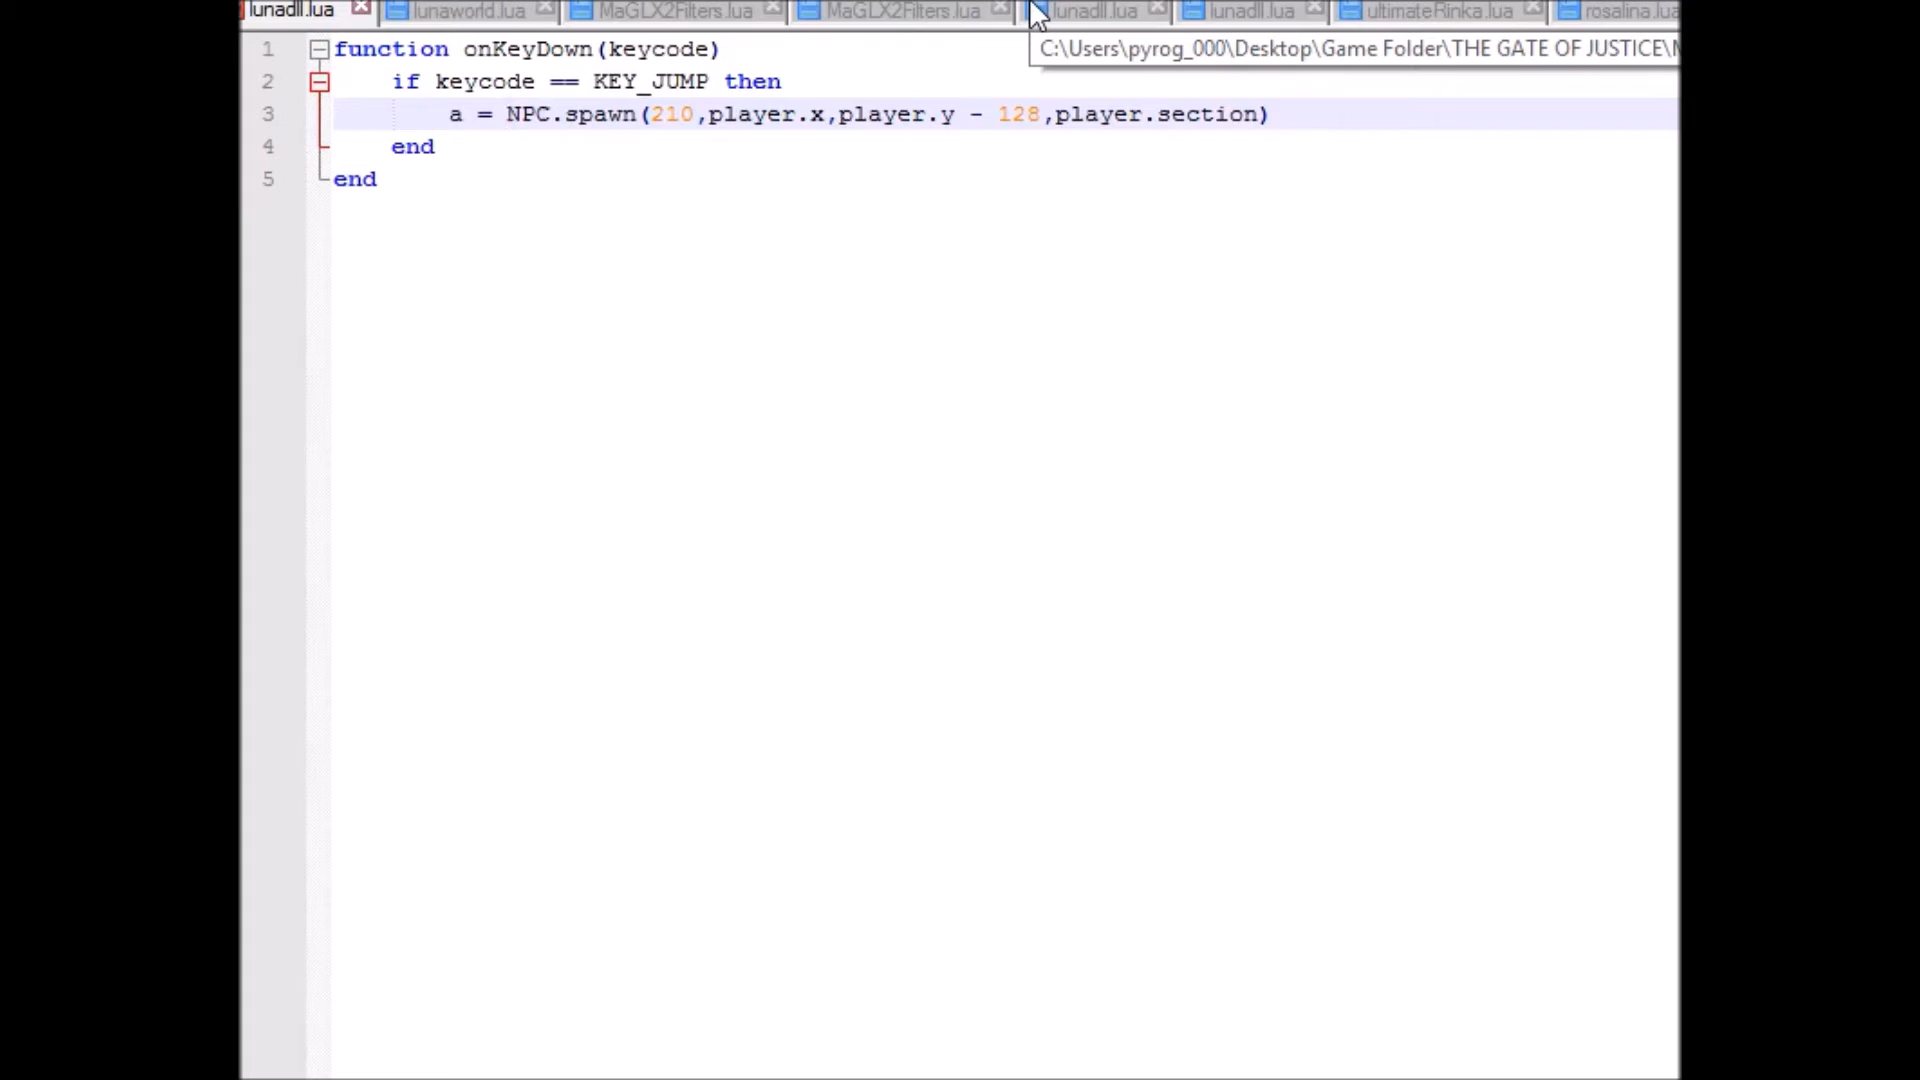 lunadll.lua lunaworld.lua MaGLX2Filters.lua MaGLX2Filters.lua lunadll.lua lunadll.lua ultimateRinka.lua rosalina.lua
C:\Users\pyrog_000\Desktop\Game Folder\THE GATE OF JUSTICE\
1 function onKeyDown(keycode)
2 if keycode == KEY_JUMP then
3 a = NPC.spawn(210,player.x,player.y - 128,player.section)
4 end
5 end